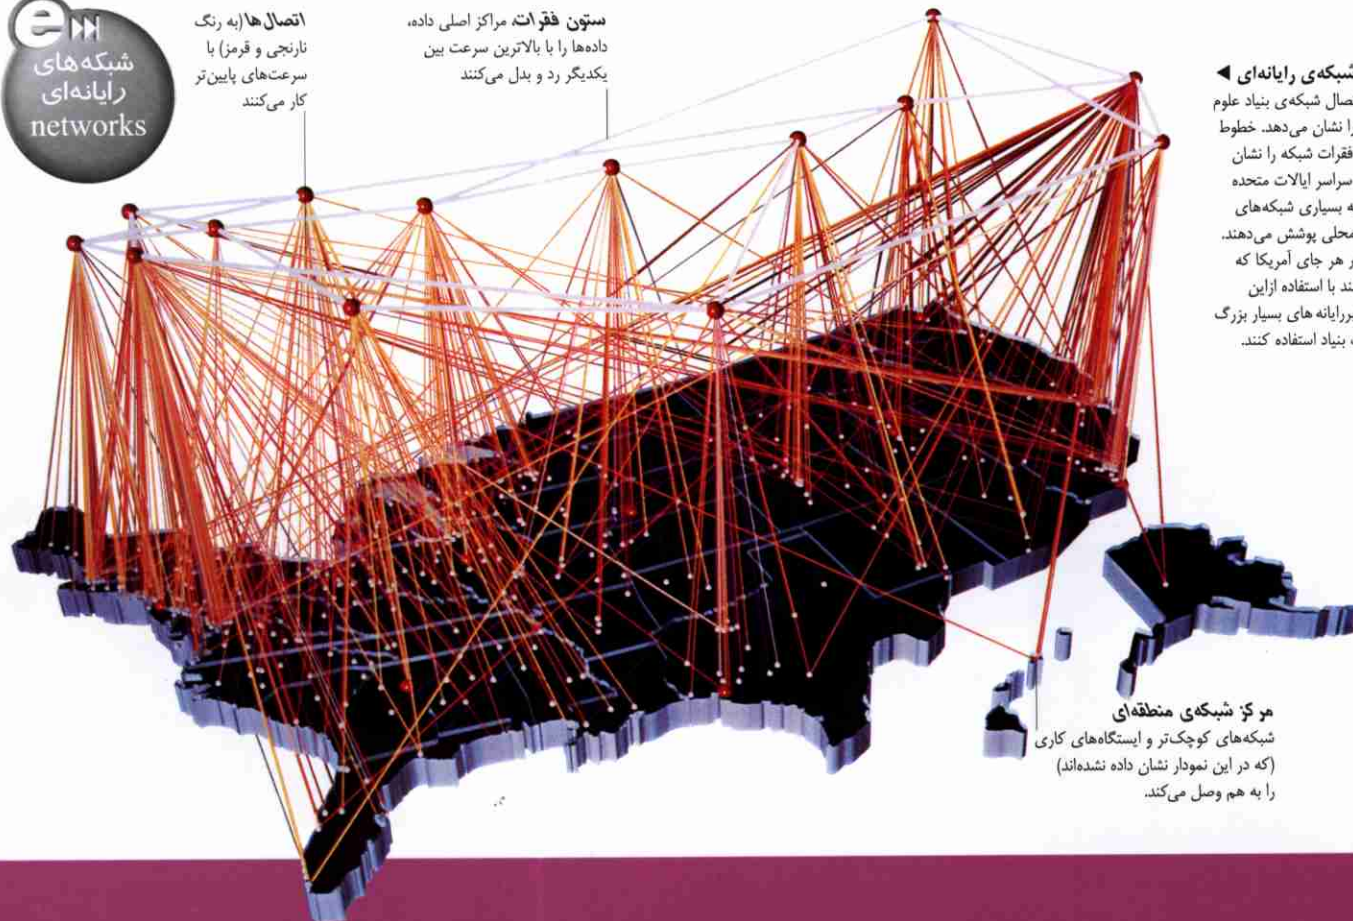 شبکه‌ی رایانه‌ای ◀
تصال شبکه‌ی بنیاد علوم
را نشان می‌دهد. خطوط
فقرات شبکه را نشان
سراسر ایالات متحده
ه بسیاری شبکه‌های
محلی پوشش می‌دهند.
ر هر جای آمریکا که
ند با استفاده ازاین
بررایانه های بسیار بزرگ
بنیاد استفاده کنند.
ستون فقرات، مراکز اصلی داده،
داده‌ها را با بالاترین سرعت بین
یکدیگر رد و بدل می‌کنند
اتصال‌ها (به رنگ
نارنجی و قرمز) با
سرعت‌های پایین‌تر
کار می‌کنند
e
شبکه‌های
رایانه‌ای
networks
مرکز شبکه‌ی منطقه‌ای
شبکه‌های کوچک‌تر و ایستگاه‌های کاری
(که در این نمودار نشان داده نشده‌اند)
را به هم وصل می‌کند.